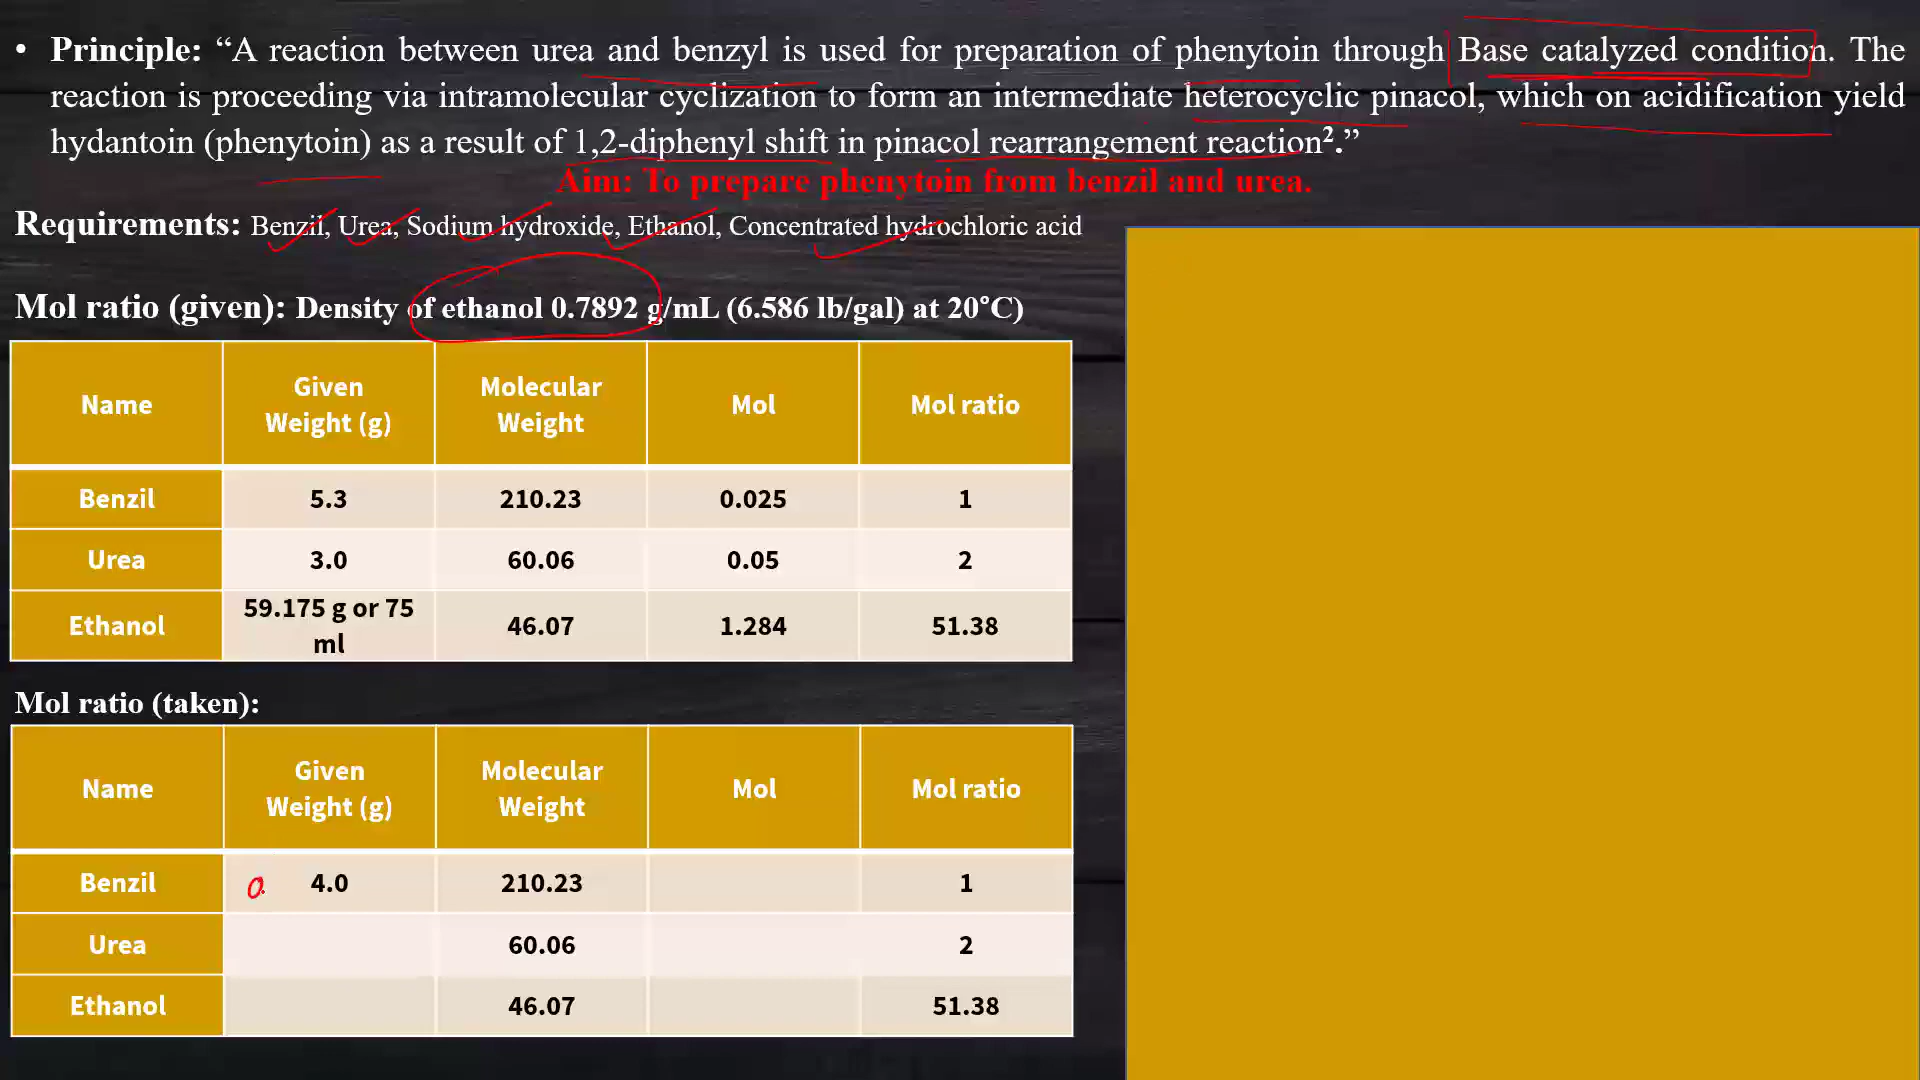 • Principle: “A reaction between urea and benzyl is used for preparation of phenytoin through Base catalyzed condition. The
reaction is proceeding via intramolecular cyclization to form an intermediate heterocyclic pinacol, which on acidification yield
hydantoin (phenytoin) as a result of 1,2-diphenyl shift in pinacol rearrangement reaction².”
Aim: To prepare phenytoin from benzil and urea.
Requirements: Benzil, Urea, Sodium hydroxide, Ethanol, Concentrated hydrochloric acid
Mol ratio (given): Density of ethanol 0.7892 g/mL (6.586 lb/gal) at 20°C)
Name Given Weight (g) Molecular Weight Mol Mol ratio
Benzil 5.3 210.23 0.025 1
Urea 3.0 60.06 0.05 2
Ethanol 59.175 g or 75 ml 46.07 1.284 51.38
Mol ratio (taken):
Name Given Weight (g) Molecular Weight Mol Mol ratio
Benzil 0. 4.0 210.23 1
Urea 60.06 2
Ethanol 46.07 51.38